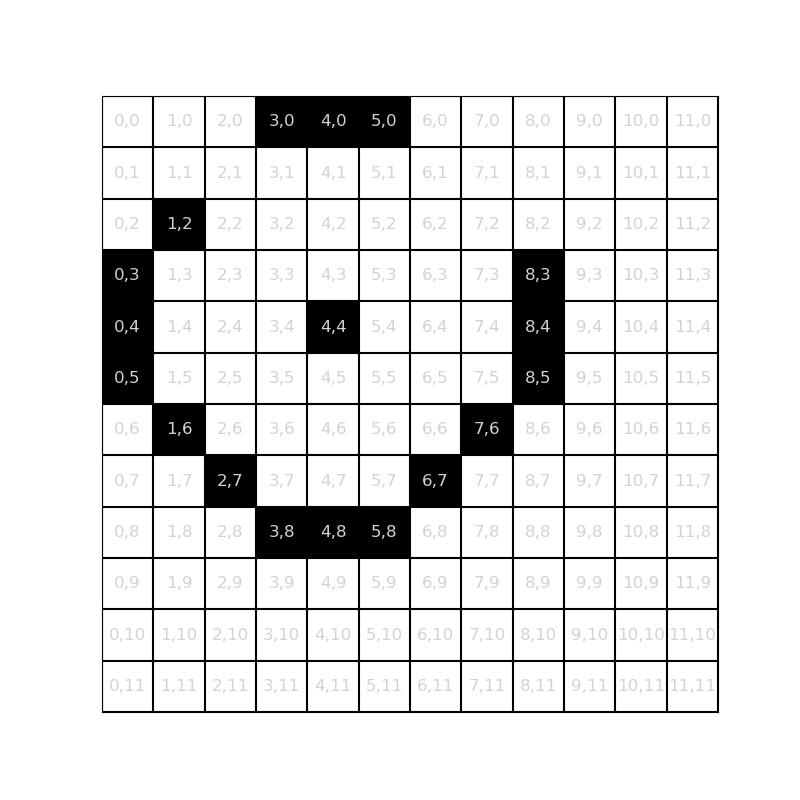 0,0 1,0 2,0 3,0 4,0 5,0 6,0 7,0 8,0 9,0 10,0 11,0
0,1 1,1 2,1 3,1 4,1 5,1 6,1 7,1 8,1 9,1 10,1 11,1
0,2 1,2 2,2 3,2 4,2 5,2 6,2 7,2 8,2 9,2 10,2 11,2
0,3 1,3 2,3 3,3 4,3 5,3 6,3 7,3 8,3 9,3 10,3 11,3
0,4 1,4 2,4 3,4 4,4 5,4 6,4 7,4 8,4 9,4 10,4 11,4
0,5 1,5 2,5 3,5 4,5 5,5 6,5 7,5 8,5 9,5 10,5 11,5
0,6 1,6 2,6 3,6 4,6 5,6 6,6 7,6 8,6 9,6 10,6 11,6
0,7 1,7 2,7 3,7 4,7 5,7 6,7 7,7 8,7 9,7 10,7 11,7
0,8 1,8 2,8 3,8 4,8 5,8 6,8 7,8 8,8 9,8 10,8 11,8
0,9 1,9 2,9 3,9 4,9 5,9 6,9 7,9 8,9 9,9 10,9 11,9
0,10 1,10 2,10 3,10 4,10 5,10 6,10 7,10 8,10 9,10 10,10 11,10
0,11 1,11 2,11 3,11 4,11 5,11 6,11 7,11 8,11 9,11 10,11 11,11